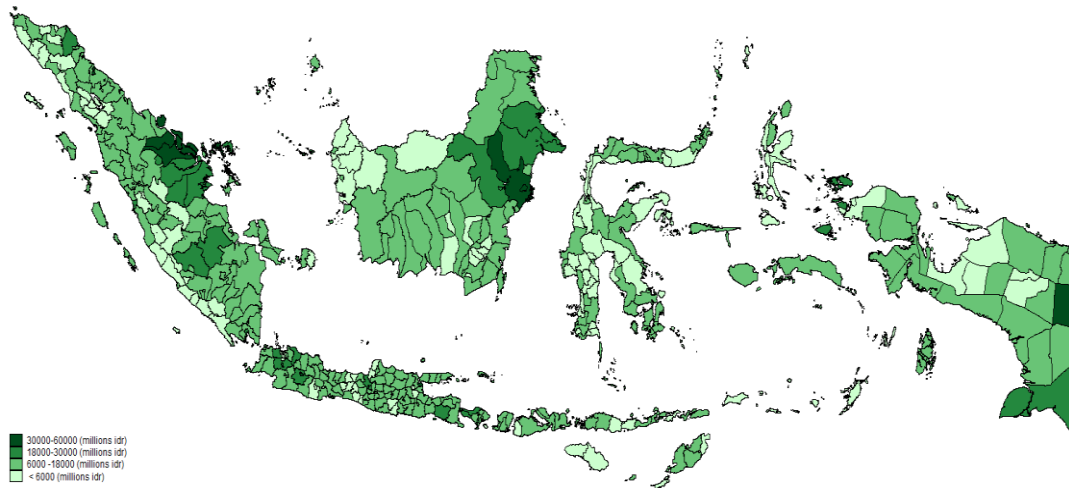 30000-60000 (millions idr)
18000-30000 (millions idr)
6000 -18000 (millions idr)
< 6000 (millions idr)